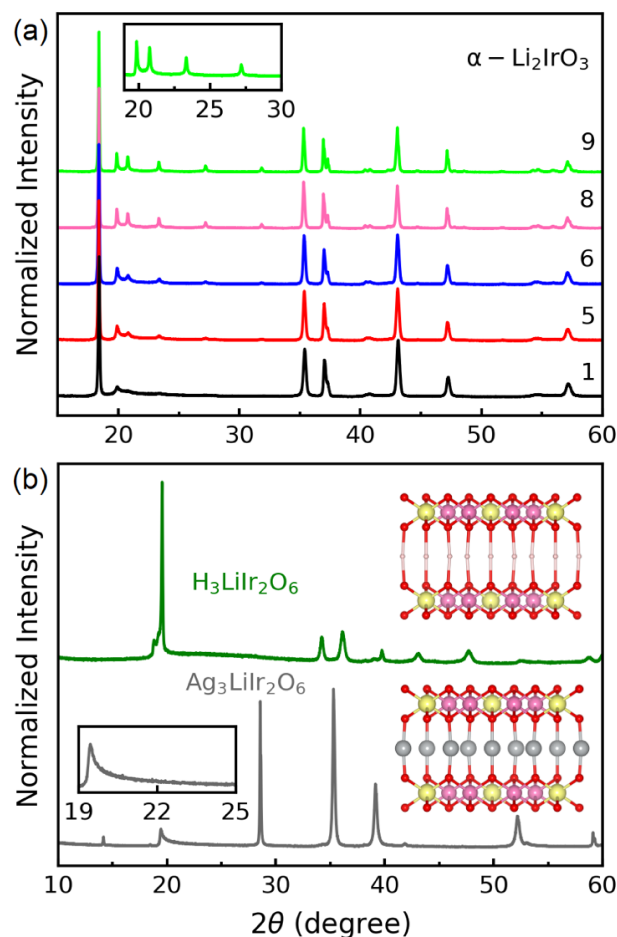 (a)
α − Li₂IrO₃
20 25 30
9
8
6
5
1
Normalized Intensity
20 30 40 50 60
(b)
H₃LiIr₂O₆
Ag₃LiIr₂O₆
19 22 25
Normalized Intensity
10 20 30 40 50 60
2θ (degree)